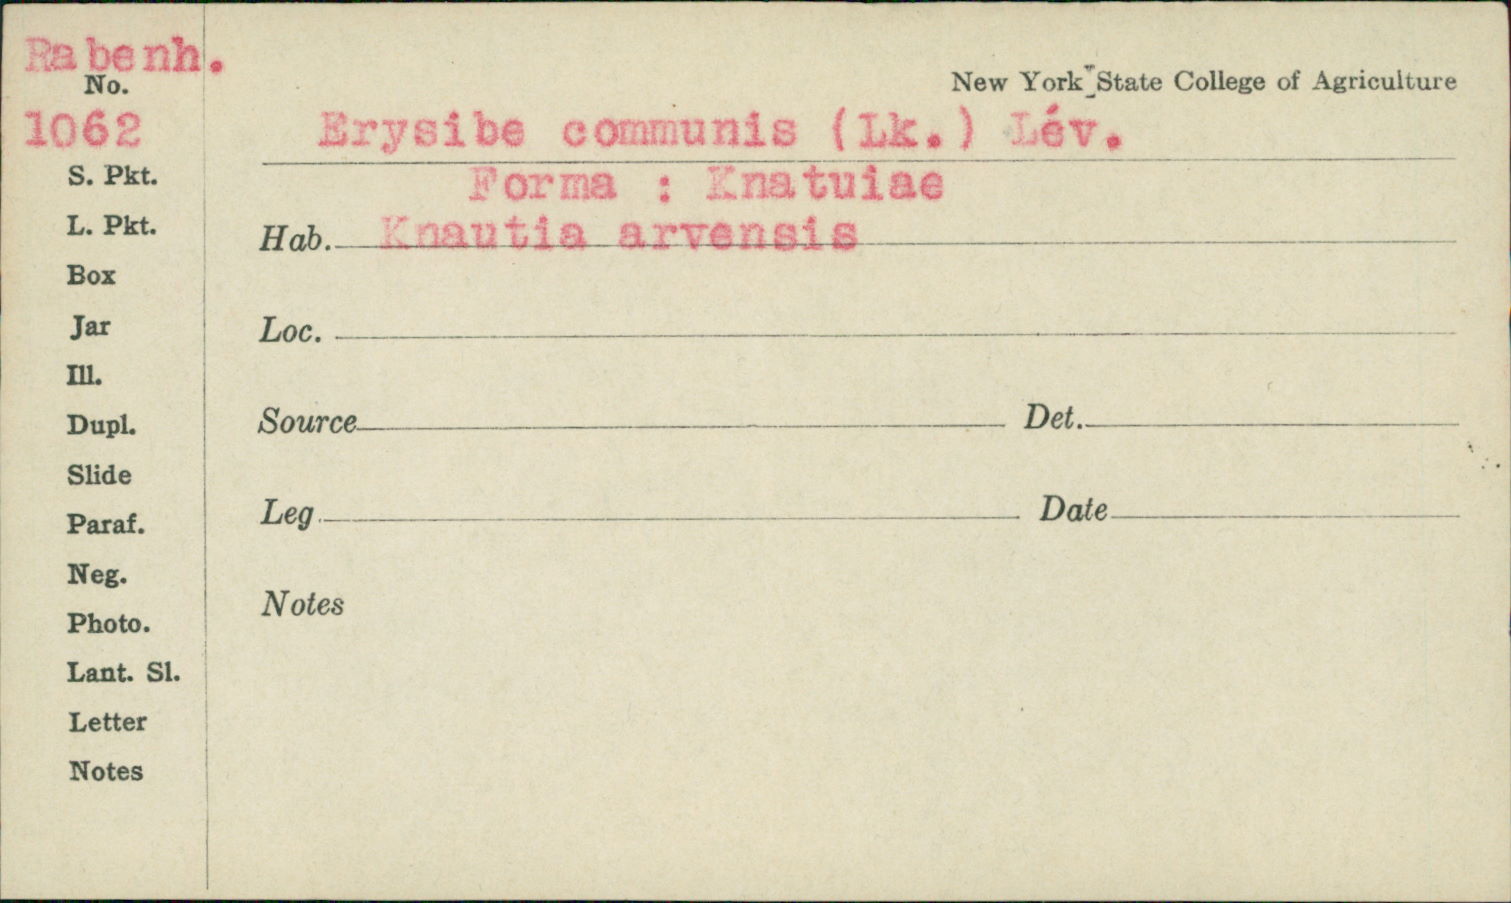 Rabenh.
No.
New York State College of Agriculture
1062
Erysibe communis (Lk.) Lév.
S. Pkt.
Forma : Knatuiae
L. Pkt.
Hab. Knautia arvensis
Box
Jar
Loc.
Ill.
Dupl.
Source Det.
Slide
Paraf.
Leg. Date
Neg.
Notes
Photo.
Lant. Sl.
Letter
Notes